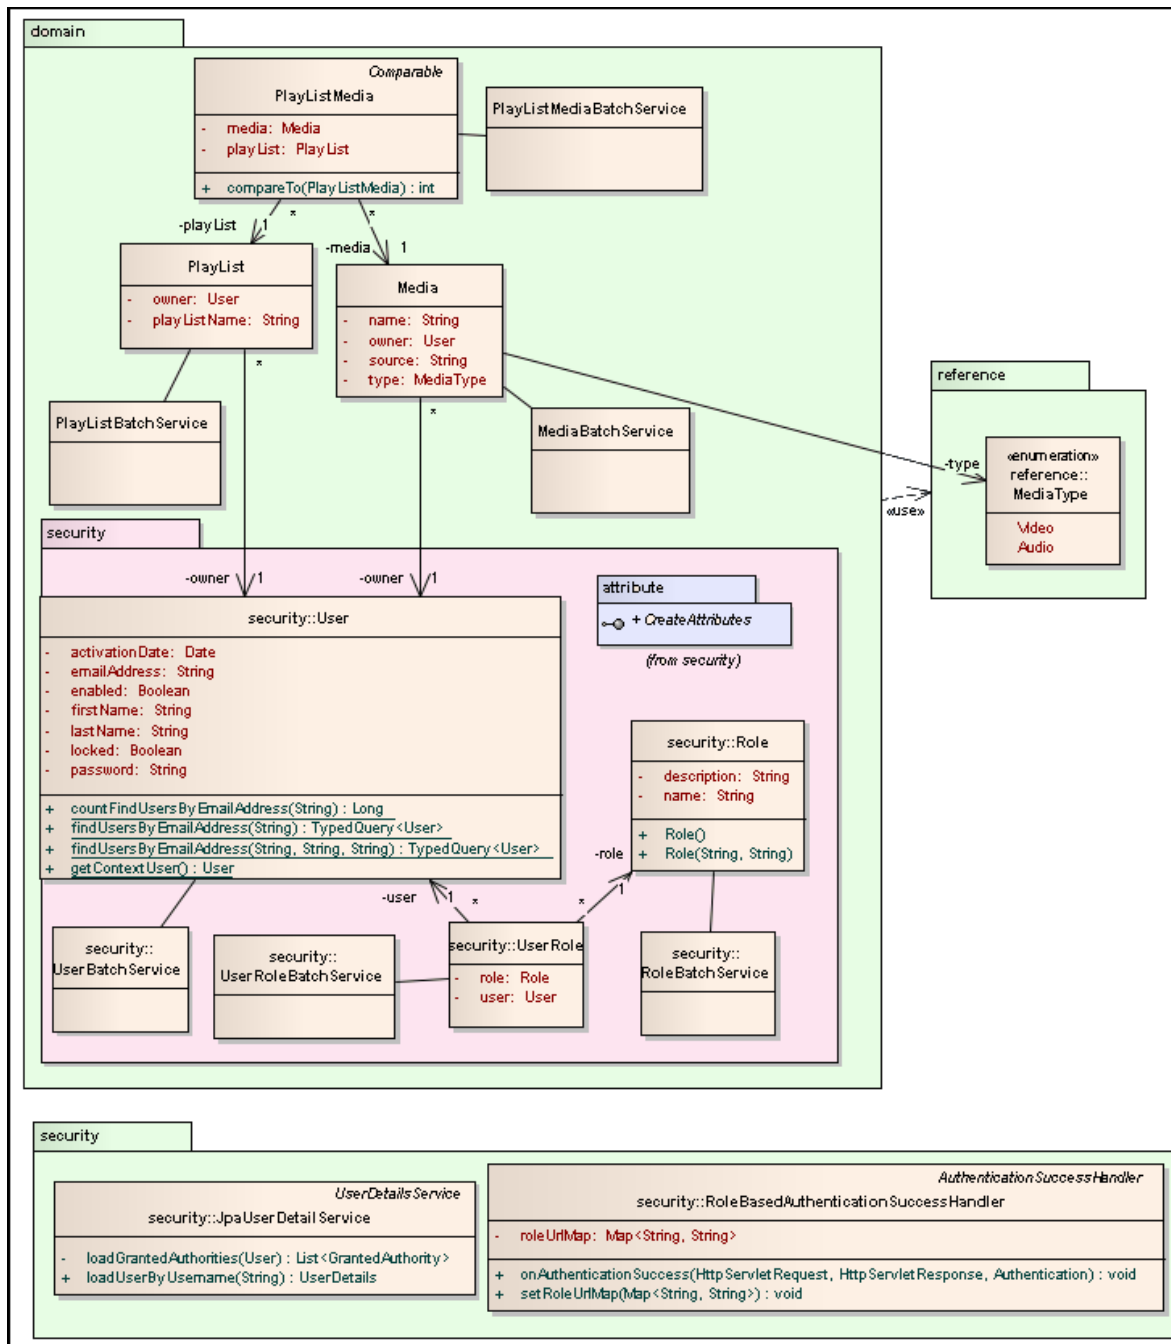 domain
Comparable
PlayListMedia
- media: Media
- playList: PlayList
+ compareTo(PlayListMedia) : int
PlayListMediaBatchService
-playList
1
*
*
-media
1
PlayList
- owner: User
- playListName: String
*
Media
- name: String
- owner: User
- source: String
- type: MediaType
*
PlayListBatchService
MediaBatchService
reference
-type
«enumeration»
reference::
MediaType
Video
Audio
«use»
security
-owner
1
-owner
1
attribute
+ CreateAttributes
(from security)
security::User
- activationDate: Date
- emailAddress: String
- enabled: Boolean
- firstName: String
- lastName: String
- locked: Boolean
- password: String
+ countFindUsersByEmailAddress(String) : Long
+ findUsersByEmailAddress(String) : TypedQuery<User>
+ findUsersByEmailAddress(String, String, String) : TypedQuery<User>
+ getContextUser() : User
security::Role
- description: String
- name: String
+ Role()
+ Role(String, String)
-role
1
*
-user
1
*
security::
UserBatchService
security::
UserRoleBatchService
security::UserRole
- role: Role
- user: User
security::
RoleBatchService
security
UserDetailsService
security::JpaUserDetailService
- loadGrantedAuthorities(User) : List<GrantedAuthority>
+ loadUserByUsername(String) : UserDetails
AuthenticationSuccessHandler
security::RoleBasedAuthenticationSuccessHandler
- roleUrlMap: Map<String, String>
+ onAuthenticationSuccess(HttpServletRequest, HttpServletResponse, Authentication) : void
+ setRoleUrlMap(Map<String, String>) : void